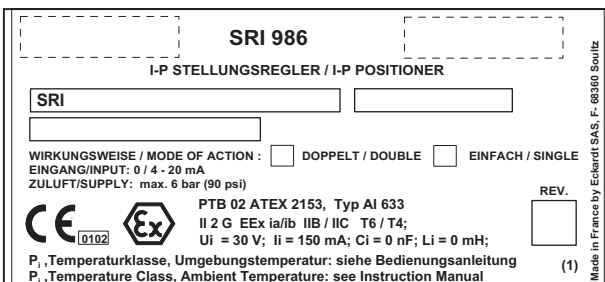 SRI 986
I-P STELLUNGSREGLER / I-P POSITIONER
SRI
WIRKUNGSWEISE / MODE OF ACTION : DOPPELT / DOUBLE EINFACH / SINGLE
EINGANG/INPUT: 0 / 4 - 20 mA
ZULUFT/SUPPLY: max. 6 bar (90 psi)
REV.
CE 0102 Ex
PTB 02 ATEX 2153, Typ AI 633
II 2 G EEx ia/ib IIB / IIC T6 / T4;
Ui = 30 V; Ii = 150 mA; Ci = 0 nF; Li = 0 mH;
Pi ,Temperaturklasse, Umgebungstemperatur: siehe Bedienungsanleitung
Pi ,Temperature Class, Ambient Temperature: see Instruction Manual
(1)
Made in France by Eckardt SAS, F- 68360 Soultz